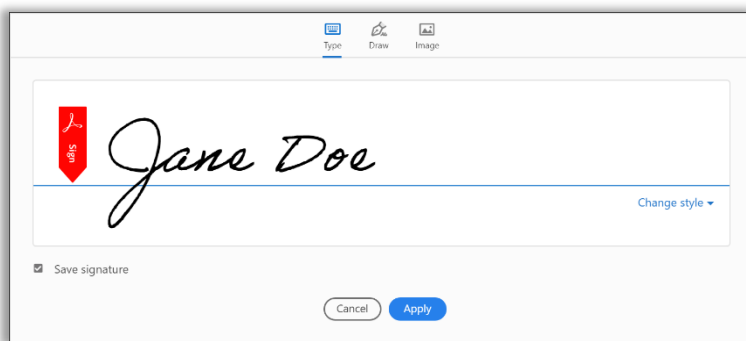 Type Draw Image
Sign
Jane Doe
Change style
Save signature
Cancel Apply